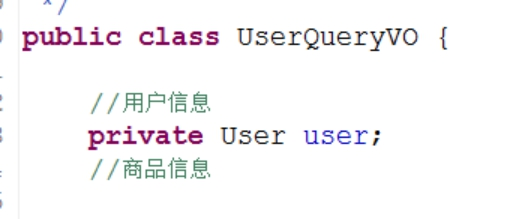 */
public class UserQueryVO {
//用户信息
private User user;
//商品信息